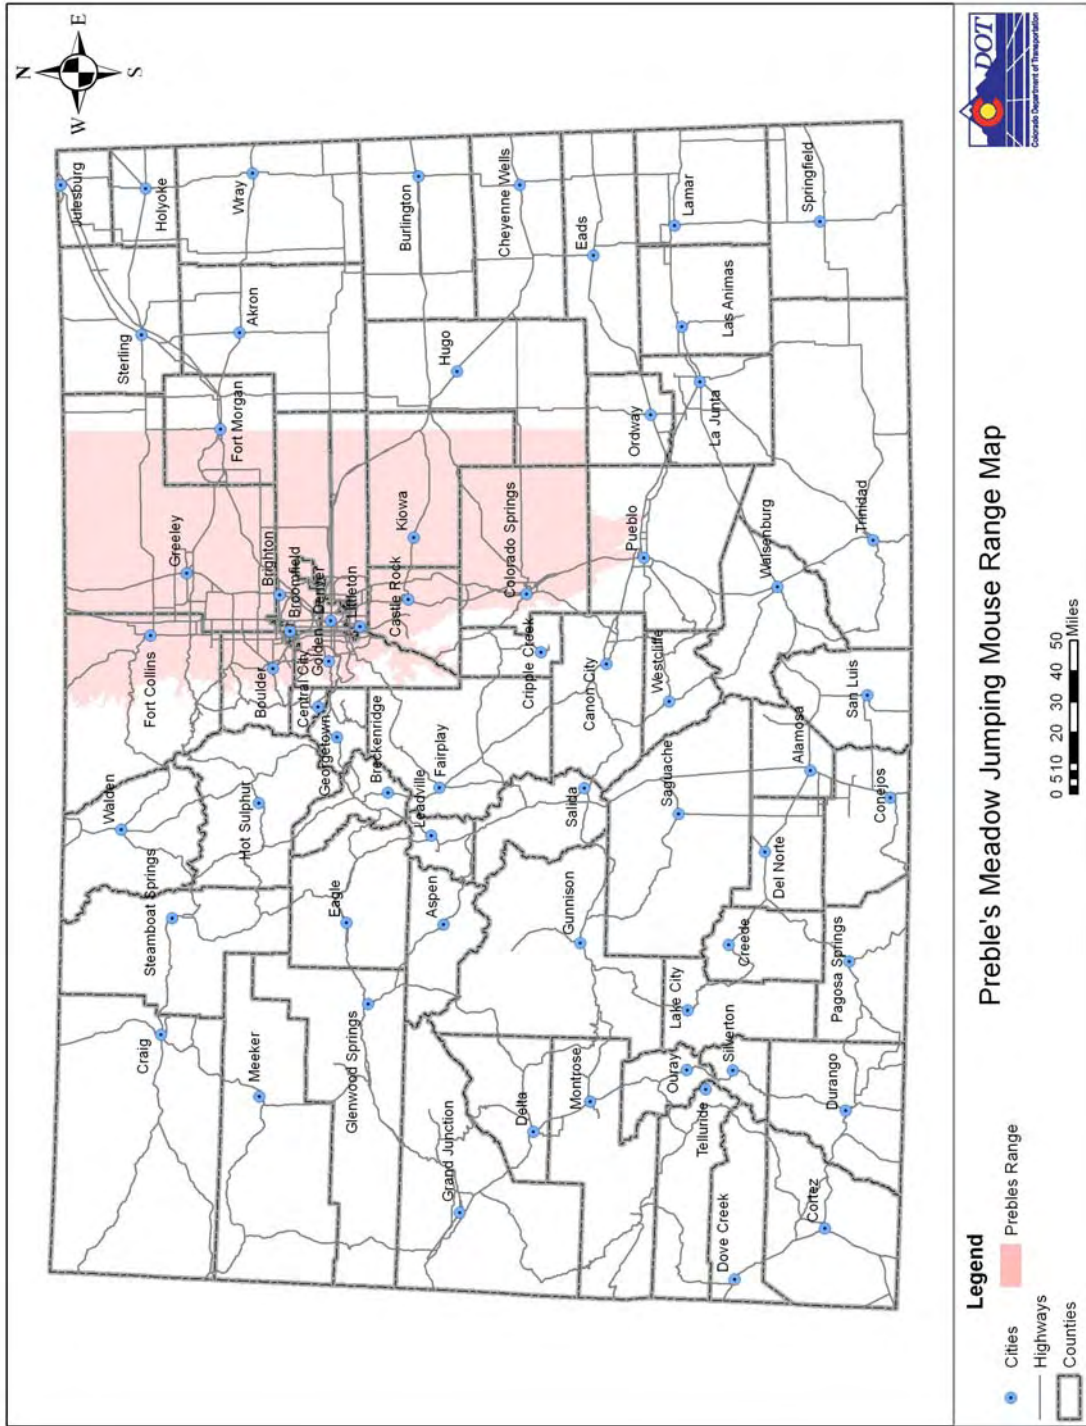 N
W
E
S
Julesburg
Holyoke
Sterling
Wray
Akron
Fort Morgan
Greeley
Fort Collins
Walden
Steamboat Springs
Craig
Meeker
Hot Sulphur
Boulder
Brighton
Broomfield
Central City
Golden
Denver
Littleton
Georgetown
Breckenridge
Leadville
Fairplay
Eagle
Glenwood Springs
Aspen
Grand Junction
Castle Rock
Kiowa
Hugo
Burlington
Cheyenne Wells
Colorado Springs
Cripple Creek
Canon City
Salida
Gunnison
Delta
Montrose
Eads
Ordway
Pueblo
Westcliffe
Saguache
Lake City
Ouray
Telluride
Silverton
Creede
Lamar
Las Animas
La Junta
Springfield
Walsenburg
Trinidad
San Luis
Alamosa
Conejos
Del Norte
Pagosa Springs
Durango
Cortez
Dove Creek
Legend
Cities
Prebles Range
Highways
Counties
Preble's Meadow Jumping Mouse Range Map
0 5 10 20 30 40 50
Miles
DOT
Colorado Department of Transportation